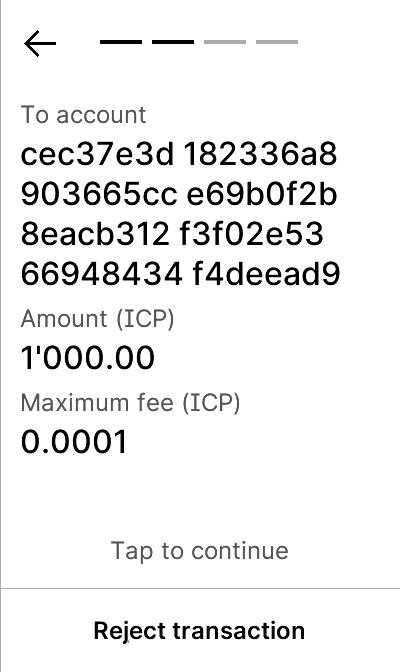 To account
cec37e3d 182336a8
903665cc e69b0f2b
8eacb312 f3f02e53
66948434 f4deead9
Amount (ICP)
1'000.00
Maximum fee (ICP)
0.0001
Tap to continue
Reject transaction